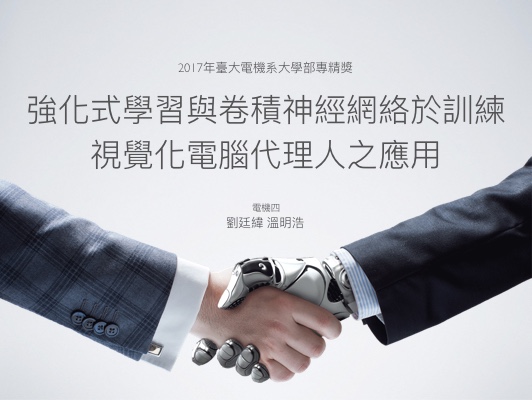 2017年臺大電機系大學部專精獎
強化式學習與卷積神經網絡於訓練
視覺化電腦代理人之應用
電機四
劉廷緯 溫明浩